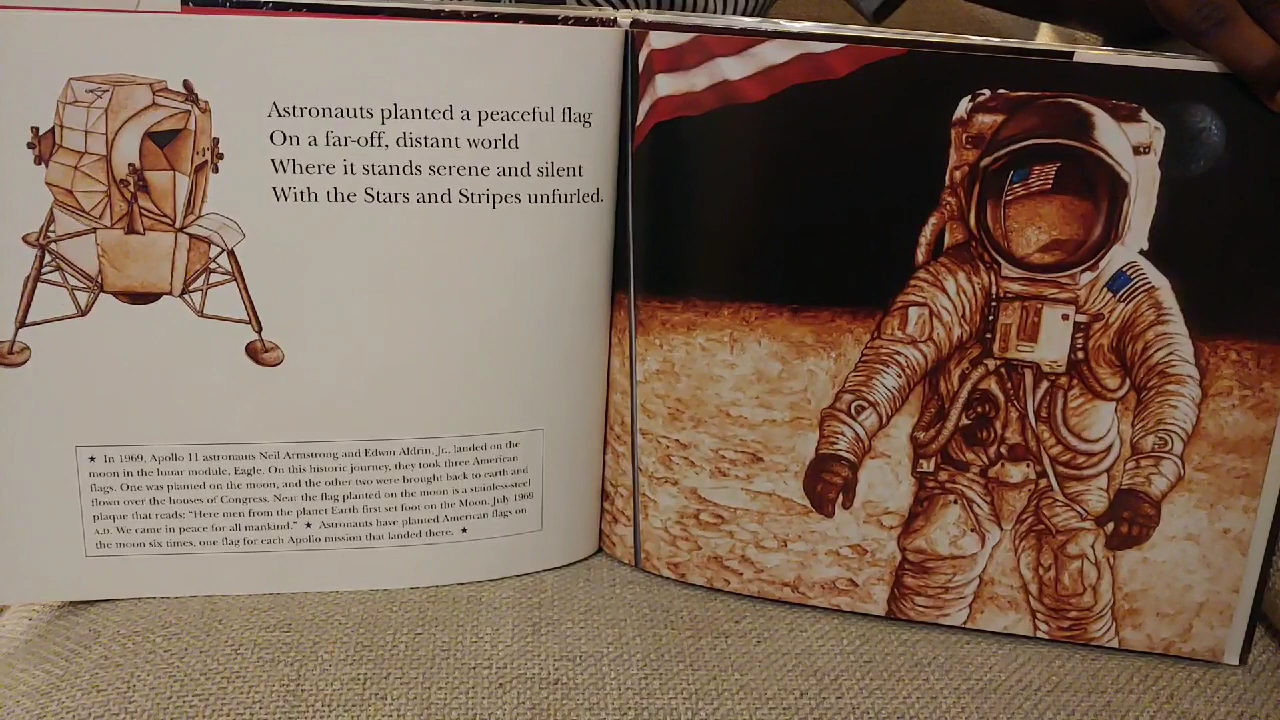 Astronauts planted a peaceful flag
On a far-off, distant world
Where it stands serene and silent
With the Stars and Stripes unfurled.
★ In 1969, Apollo 11 astronauts Neil Armstrong and Edwin Aldrin, Jr., landed on the
moon in the lunar module, Eagle. On this historic journey, they took three American
flags. One was planted on the moon, and the other two were brought back to earth and
flown over the houses of Congress. Near the flag planted on the moon is a stainless-steel
plaque that reads: "Here men from the planet Earth first set foot on the Moon, July 1969
A.D. We came in peace for all mankind." ★ Astronauts have planted American flags on
the moon six times, one flag for each Apollo mission that landed there. ★